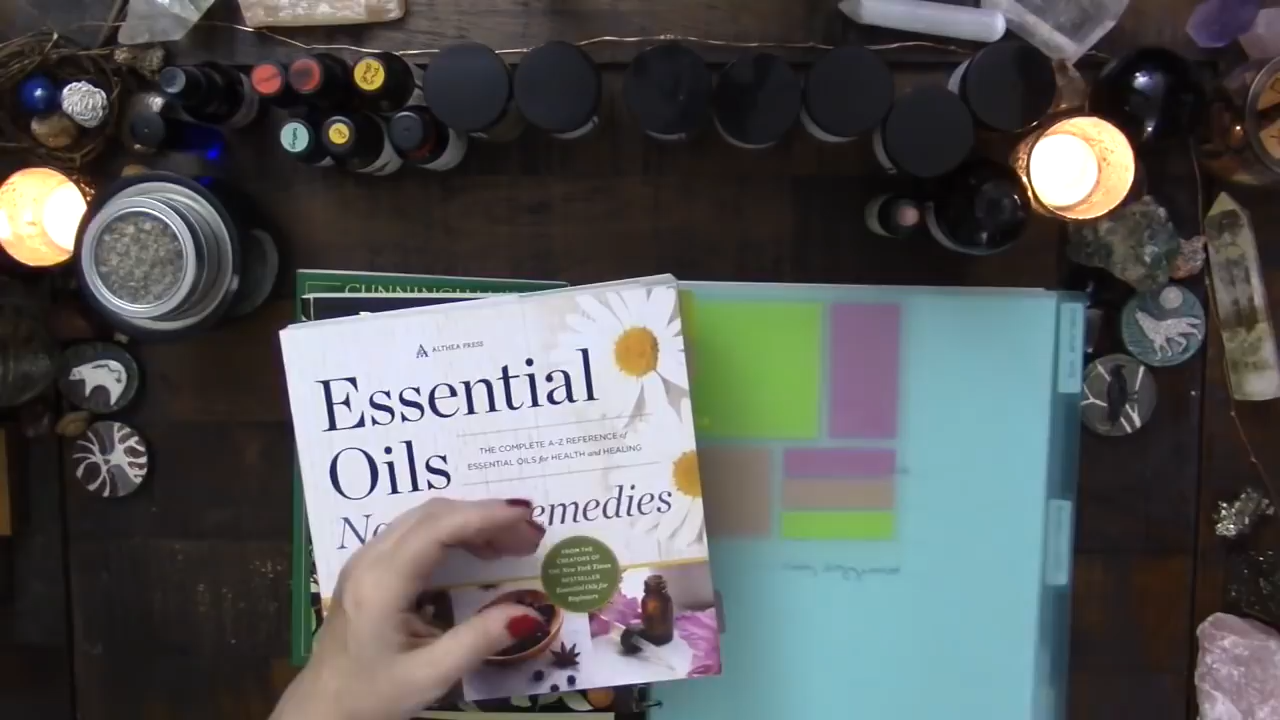 CUNNINGHAM'S
ALTHEA PRESS
Essential
Oils
THE COMPLETE A–Z REFERENCE of
ESSENTIAL OILS for HEALTH and HEALING
FROM THE
CREATORS OF
THE New York Times
BESTSELLER
Essential Oils for
Beginners